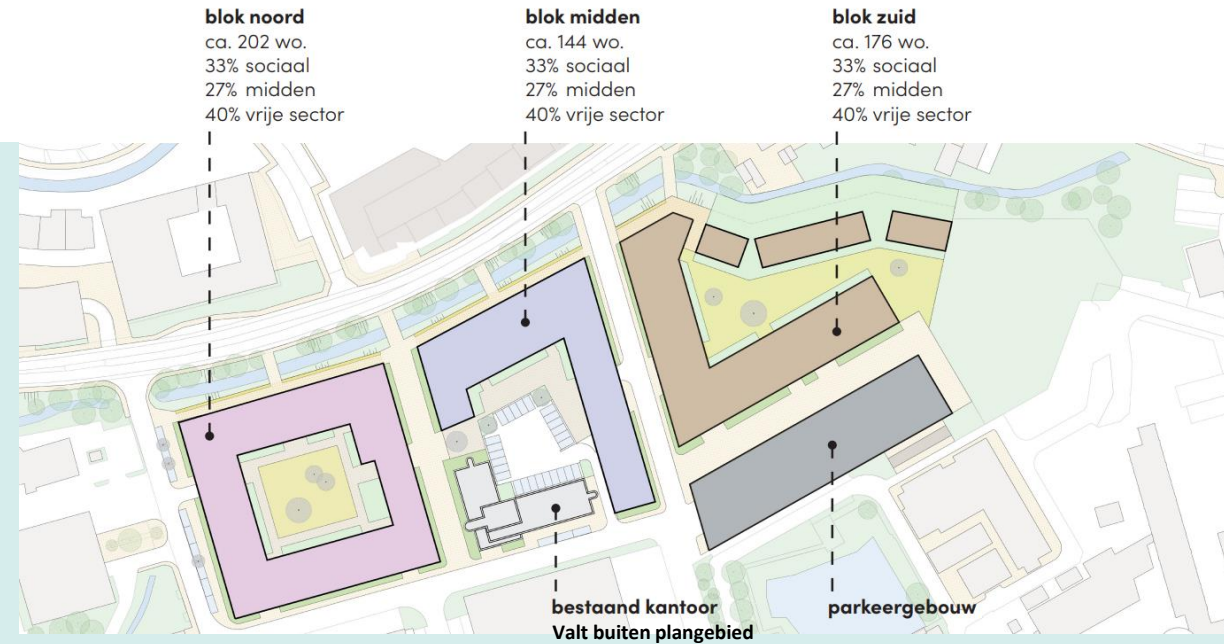 blok noord
ca. 202 wo.
33% sociaal
27% midden
40% vrije sector
blok midden
ca. 144 wo.
33% sociaal
27% midden
40% vrije sector
blok zuid
ca. 176 wo.
33% sociaal
27% midden
40% vrije sector
bestaand kantoor
Valt buiten plangebied
parkeergebouw